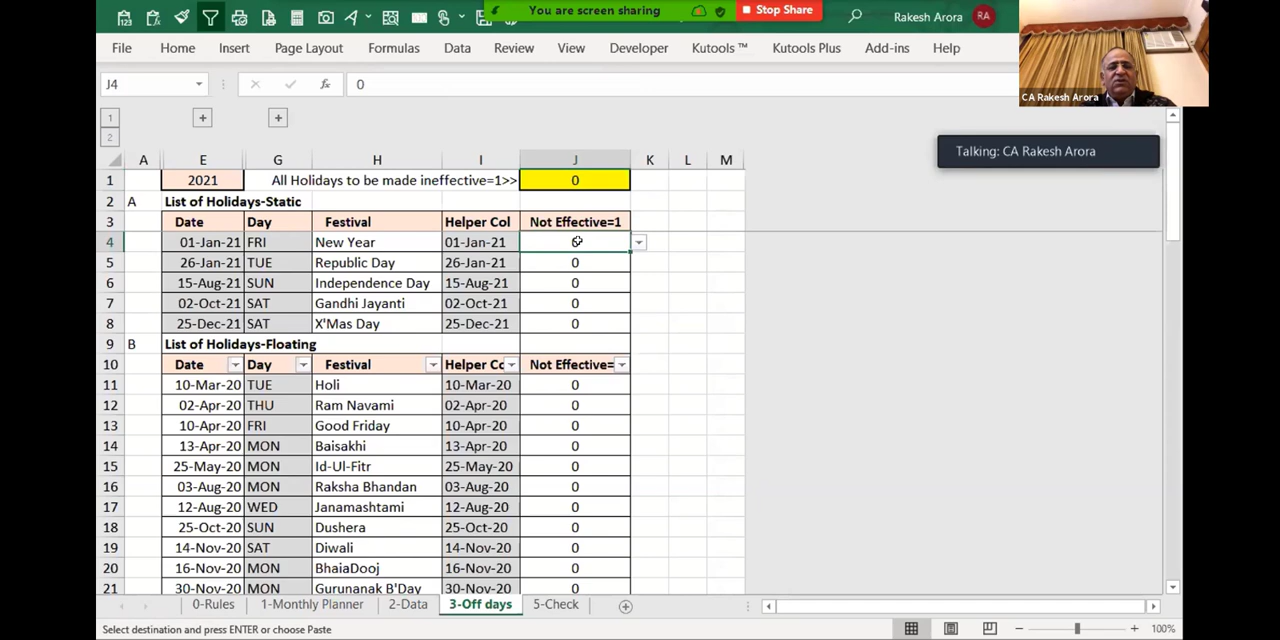 You are screen sharing
Stop Share
Rakesh Arora RA
File Home Insert Page Layout Formulas Data Review View Developer Kutools ™ Kutools Plus Add-ins Help
J4 fx 0
CA Rakesh Arora
1
2
Talking: CA Rakesh Arora
A E G H I J K L M
1 2021 All Holidays to be made ineffective=1>> 0
2 A List of Holidays-Static
3 Date Day Festival Helper Col Not Effective=1
4 01-Jan-21 FRI New Year 01-Jan-21 0
5 26-Jan-21 TUE Republic Day 26-Jan-21 0
6 15-Aug-21 SUN Independence Day 15-Aug-21 0
7 02-Oct-21 SAT Gandhi Jayanti 02-Oct-21 0
8 25-Dec-21 SAT X'Mas Day 25-Dec-21 0
9 B List of Holidays-Floating
10 Date Day Festival Helper Cc Not Effective=
11 10-Mar-20 TUE Holi 10-Mar-20 0
12 02-Apr-20 THU Ram Navami 02-Apr-20 0
13 10-Apr-20 FRI Good Friday 10-Apr-20 0
14 13-Apr-20 MON Baisakhi 13-Apr-20 0
15 25-May-20 MON Id-Ul-Fitr 25-May-20 0
16 03-Aug-20 MON Raksha Bhandan 03-Aug-20 0
17 12-Aug-20 WED Janamashtami 12-Aug-20 0
18 25-Oct-20 SUN Dushera 25-Oct-20 0
19 14-Nov-20 SAT Diwali 14-Nov-20 0
20 16-Nov-20 MON BhaiaDooj 16-Nov-20 0
21 30-Nov-20 MON Gurunanak B'Day 30-Nov-20 0
0-Rules 1-Monthly Planner 2-Data 3-Off days 5-Check
Select destination and press ENTER or choose Paste 100%